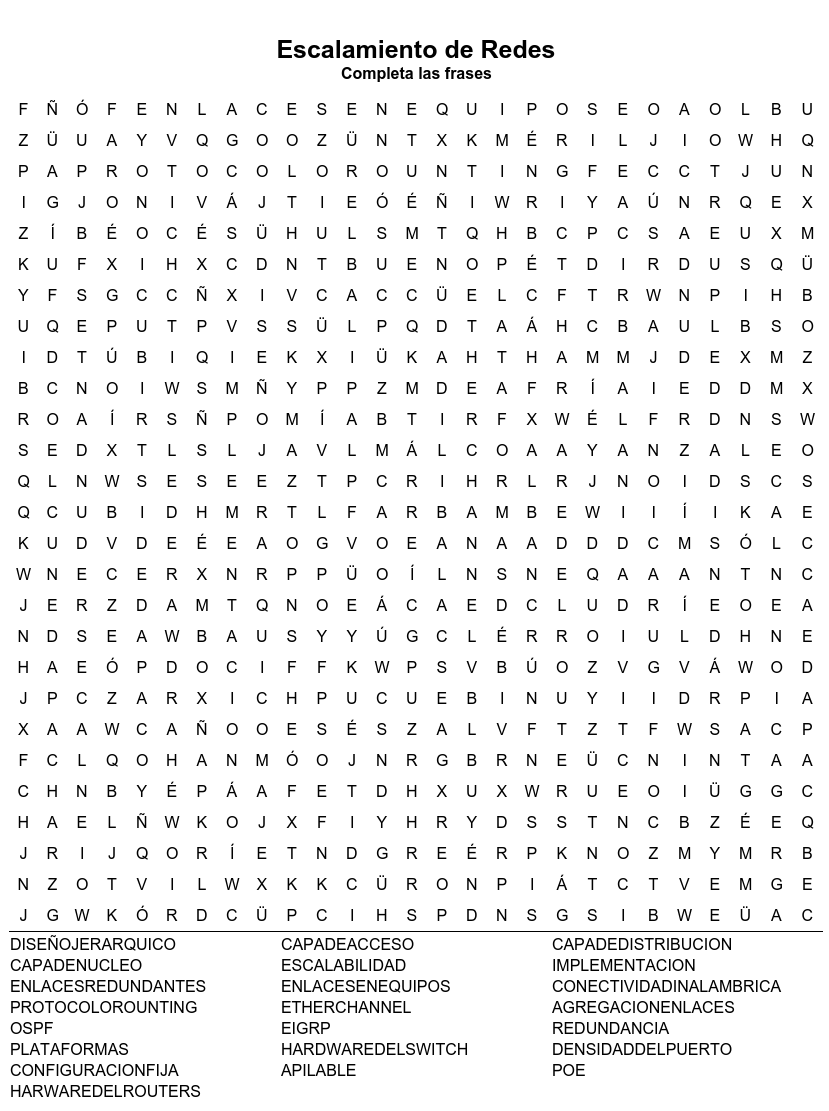 Escalamiento de Redes
Completa las frases
F Ñ Ó F E N L A C E S E N E Q U I P O S E O A O L B U
Z Ü U A Y V Q G O O Z Ü N T X K M É R I L J I O W H Q
P A P R O T O C O L O R O U N T I N G F E C C T J U N
I G J O N I V Á J T I E Ó É Ñ I W R I Y A Ú N R Q E X
Z Í B É O C É S Ü H U L S M T Q H B C P C S A E U X M
K U F X I H X C D N T B U E N O P É T D I R D U S Q Ü
Y F S G C C Ñ X I V C A C C Ü E L C F T R W N P I H B
U Q E P U T P V S S Ü L P Q D T A Á H C B A U L B S O
I D T Ú B I Q I E K X I Ü K A H T H A M M J D E X M Z
B C N O I W S M Ñ Y P P Z M D E A F R Í A I E D D M X
R O A Í R S Ñ P O M Í A B T I R F X W É L F R D N S W
S E D X T L S L J A V L M Á L C O A A Y A N Z A L E O
Q L N W S E S E E Z T P C R I H R L R J N O I D S C S
Q C U B I D H M R T L F A R B A M B E W I I Í I K A E
K U D V D E É E A O G V O E A N A A D D D C M S Ó L C
W N E C E R X N R P P Ü O Í L N S N E Q A A A N T N C
J E R Z D A M T Q N O E Á C A E D C L U D R Í E O E A
N D S E A W B A U S Y Y Ú G C L É R R O I U L D H N E
H A E Ó P D O C I F F K W P S V B Ú O Z V G V Á W O D
J P C Z A R X I C H P U C U E B I N U Y I I D R P I A
X A A W C A Ñ O O E S É S Z A L V F T Z T F W S A C P
F C L Q O H A N M Ó O J N R G B R N E Ü C N I N T A A
C H N B Y É P Á A F E T D H X U X W R U E O I Ü G G C
H A E L Ñ W K O J X F I Y H R Y D S S T N C B Z É E Q
J R I J Q O R Í E T N D G R E É R P K N O Z M Y M R B
N Z O T V I L W X K K C Ü R O N P I Á T C T V E M G E
J G W K Ó R D C Ü P C I H S P D N S G S I B W E Ü A C
DISEÑOJERARQUICO CAPADEACCESO CAPADEDISTRIBUCION
CAPADENUCLEO ESCALABILIDAD IMPLEMENTACION
ENLACESREDUNDANTES ENLACESENEQUIPOS CONECTIVIDADINALAMBRICA
PROTOCOLOROUNTING ETHERCHANNEL AGREGACIONENLACES
OSPF EIGRP REDUNDANCIA
PLATAFORMAS HARDWAREDELSWITCH DENSIDADDELPUERTO
CONFIGURACIONFIJA APILABLE POE
HARWAREDELROUTERS